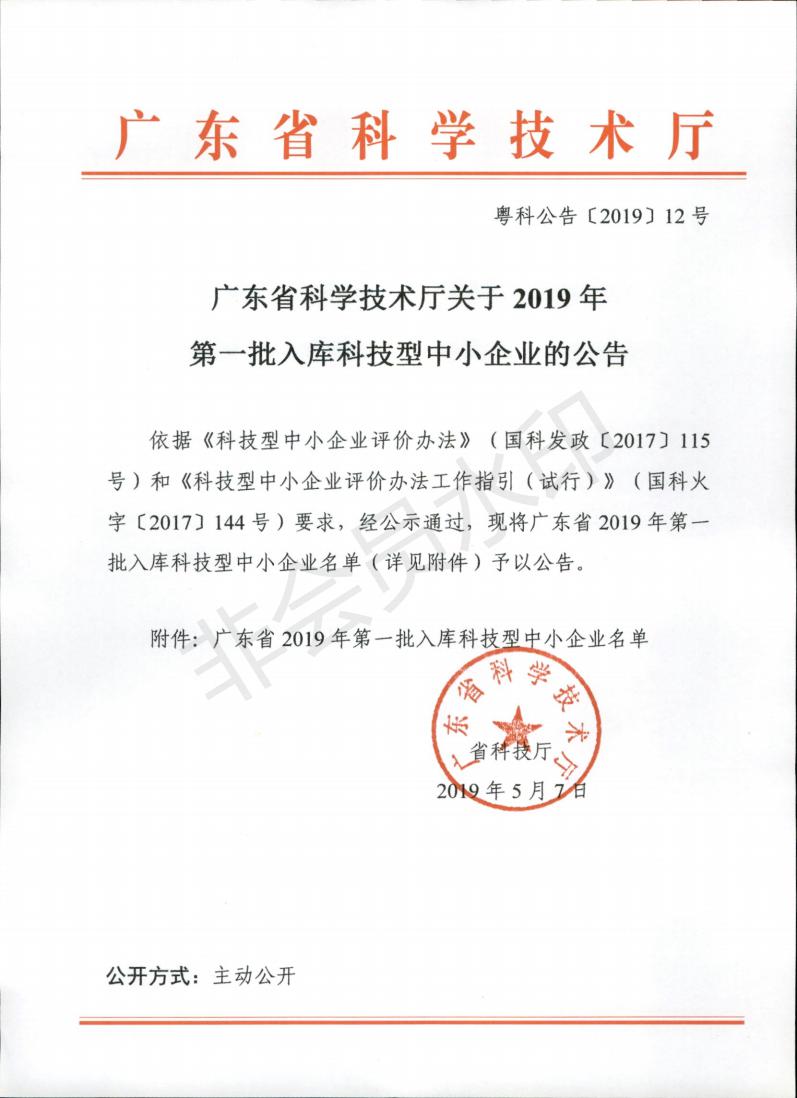 广东省科学技术厅
粤科公告〔2019〕12号
广东省科学技术厅关于2019年
第一批入库科技型中小企业的公告
依据《科技型中小企业评价办法》（国科发政〔2017〕115
号）和《科技型中小企业评价办法工作指引（试行）》（国科火
字〔2017〕144号）要求，经公示通过，现将广东省2019年第一
批入库科技型中小企业名单（详见附件）予以公告。
附件：广东省2019年第一批入库科技型中小企业名单
广东省科学技术厅
省科技厅
2019年5月7日
公开方式：主动公开
非会员水印